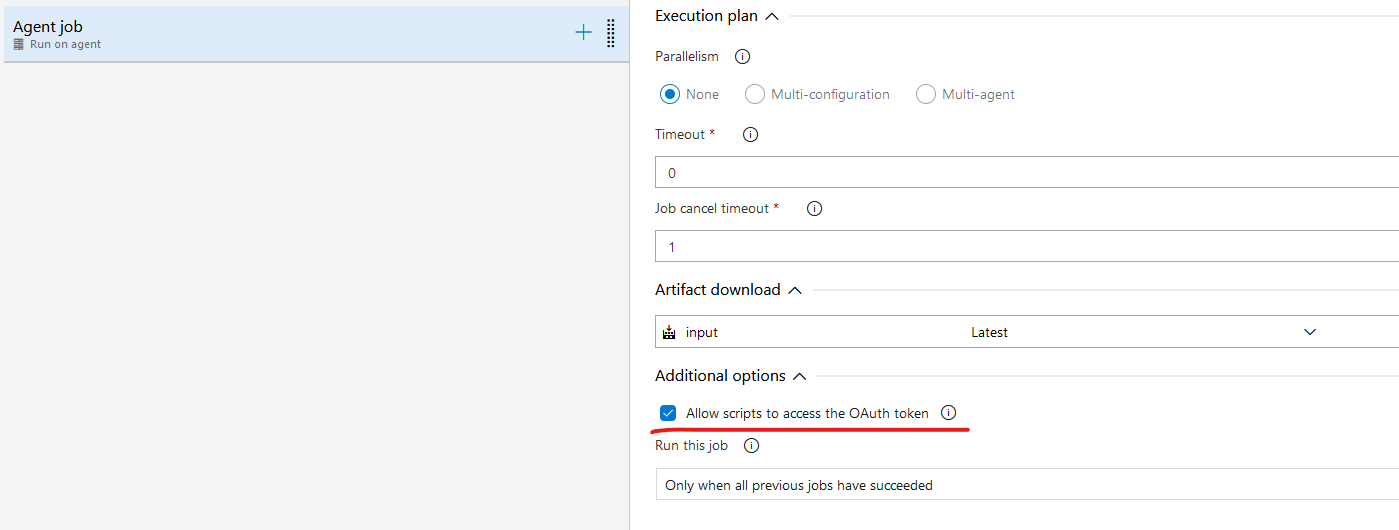 Agent job
Run on agent
Execution plan
Parallelism
None Multi-configuration Multi-agent
Timeout *
0
Job cancel timeout *
1
Artifact download
input Latest
Additional options
Allow scripts to access the OAuth token
Run this job
Only when all previous jobs have succeeded